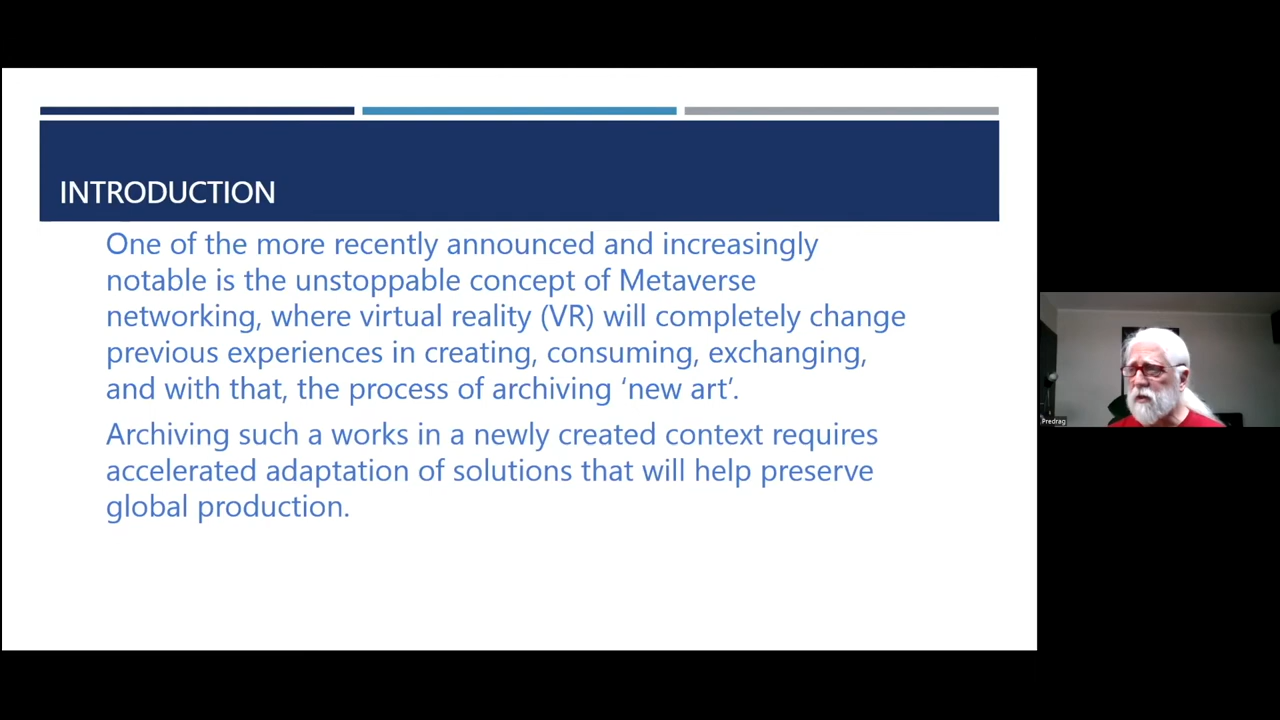 INTRODUCTION
One of the more recently announced and increasingly
notable is the unstoppable concept of Metaverse
networking, where virtual reality (VR) will completely change
previous experiences in creating, consuming, exchanging,
and with that, the process of archiving ‘new art’.
Archiving such a works in a newly created context requires
accelerated adaptation of solutions that will help preserve
global production.
Predrag